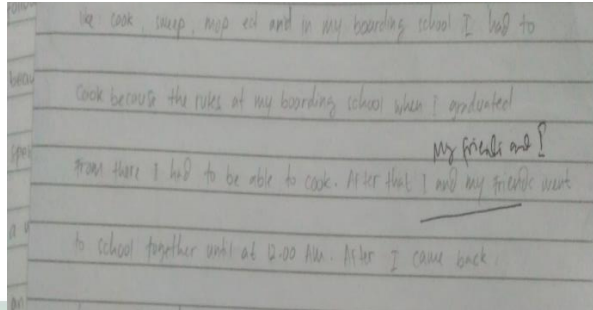 like cook, sweep, mop ect and in my boarding school I had to
cook because the rules at my boarding school when I graduated
My friends and I
From there I had to be able to cook. After that I and my friends went
to school together until at 12.00 AM. After I came back.